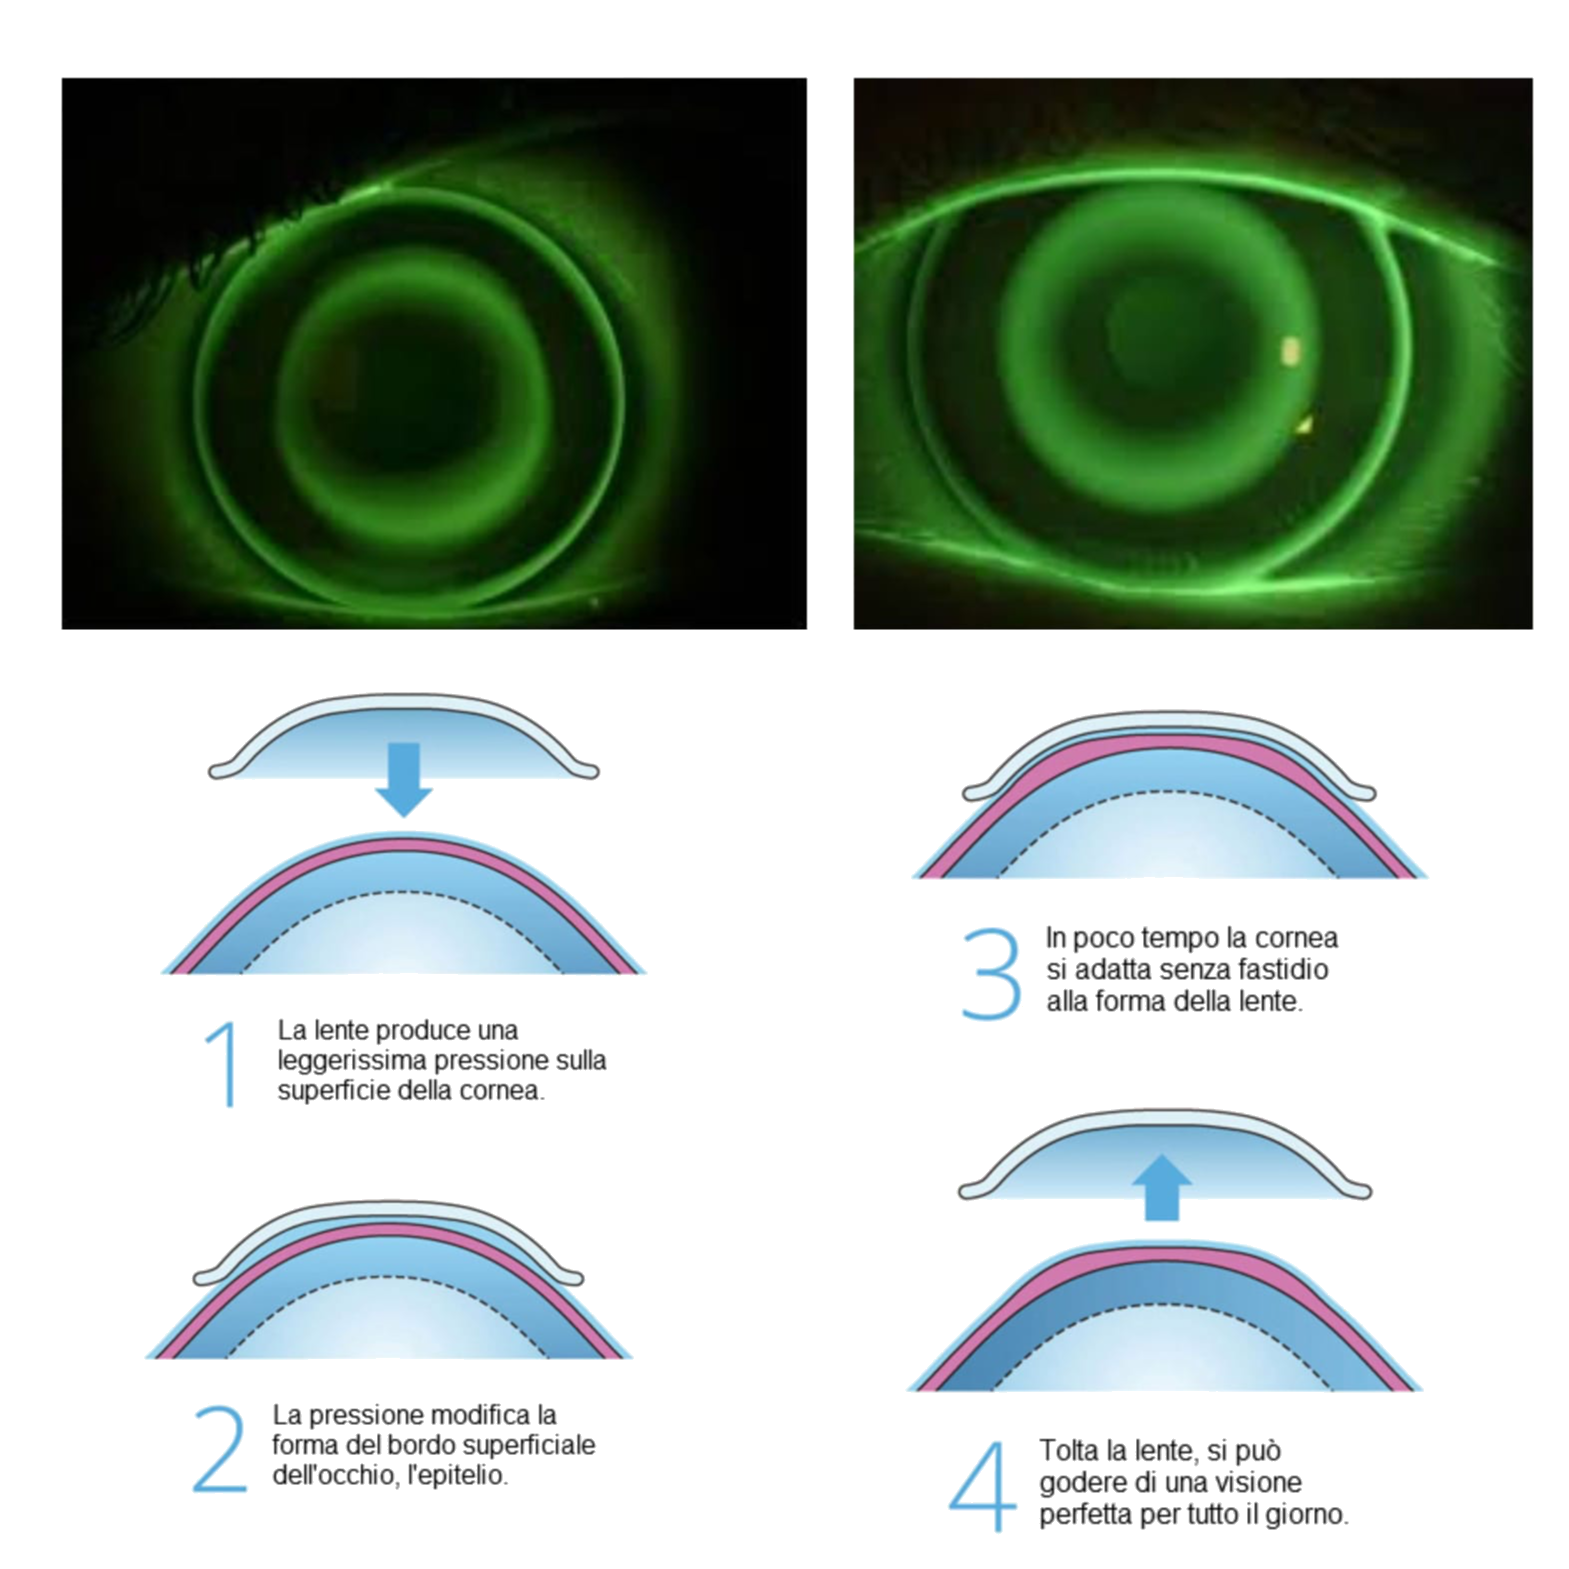 1
La lente produce una
leggerissima pressione sulla
superficie della cornea.
2
La pressione modifica la
forma del bordo superficiale
dell'occhio, l'epitelio.
3
In poco tempo la cornea
si adatta senza fastidio
alla forma della lente.
4
Tolta la lente, si può
godere di una visione
perfetta per tutto il giorno.